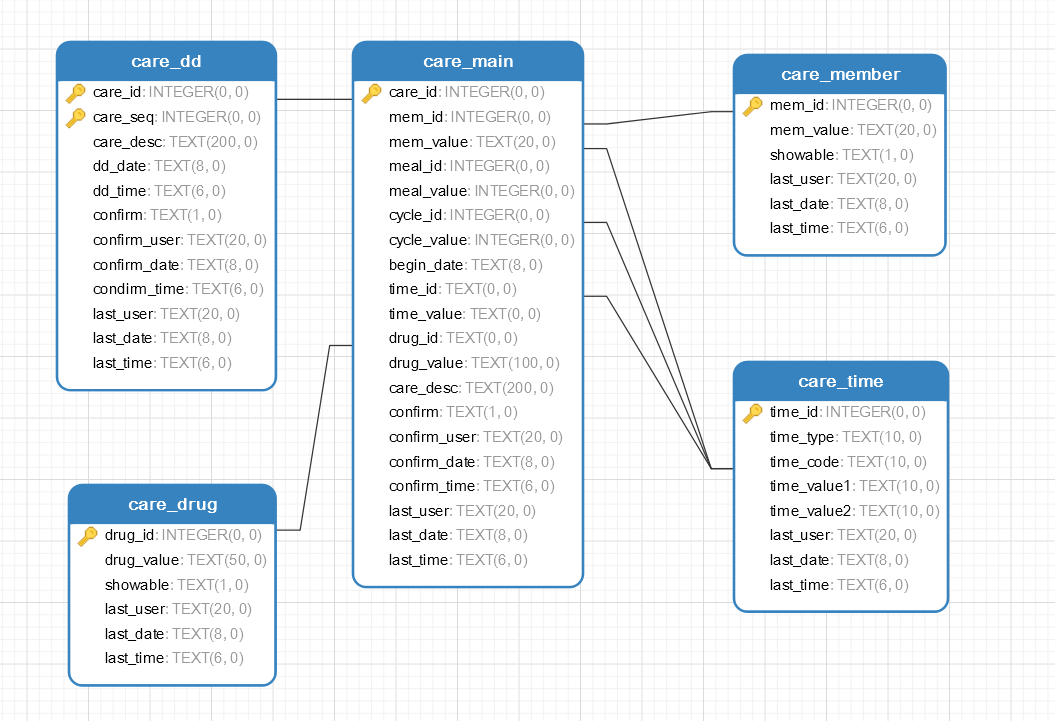 care_dd
care_id: INTEGER(0, 0)
care_seq: INTEGER(0, 0)
care_desc: TEXT(200, 0)
dd_date: TEXT(8, 0)
dd_time: TEXT(6, 0)
confirm: TEXT(1, 0)
confirm_user: TEXT(20, 0)
confirm_date: TEXT(8, 0)
condirm_time: TEXT(6, 0)
last_user: TEXT(20, 0)
last_date: TEXT(8, 0)
last_time: TEXT(6, 0)
care_main
care_id: INTEGER(0, 0)
mem_id: INTEGER(0, 0)
mem_value: TEXT(20, 0)
meal_id: INTEGER(0, 0)
meal_value: INTEGER(0, 0)
cycle_id: INTEGER(0, 0)
cycle_value: INTEGER(0, 0)
begin_date: TEXT(8, 0)
time_id: TEXT(0, 0)
time_value: TEXT(0, 0)
drug_id: TEXT(0, 0)
drug_value: TEXT(100, 0)
care_desc: TEXT(200, 0)
confirm: TEXT(1, 0)
confirm_user: TEXT(20, 0)
confirm_date: TEXT(8, 0)
confirm_time: TEXT(6, 0)
last_user: TEXT(20, 0)
last_date: TEXT(8, 0)
last_time: TEXT(6, 0)
care_member
mem_id: INTEGER(0, 0)
mem_value: TEXT(20, 0)
showable: TEXT(1, 0)
last_user: TEXT(20, 0)
last_date: TEXT(8, 0)
last_time: TEXT(6, 0)
care_time
time_id: INTEGER(0, 0)
time_type: TEXT(10, 0)
time_code: TEXT(10, 0)
time_value1: TEXT(10, 0)
time_value2: TEXT(10, 0)
last_user: TEXT(20, 0)
last_date: TEXT(8, 0)
last_time: TEXT(6, 0)
care_drug
drug_id: INTEGER(0, 0)
drug_value: TEXT(50, 0)
showable: TEXT(1, 0)
last_user: TEXT(20, 0)
last_date: TEXT(8, 0)
last_time: TEXT(6, 0)